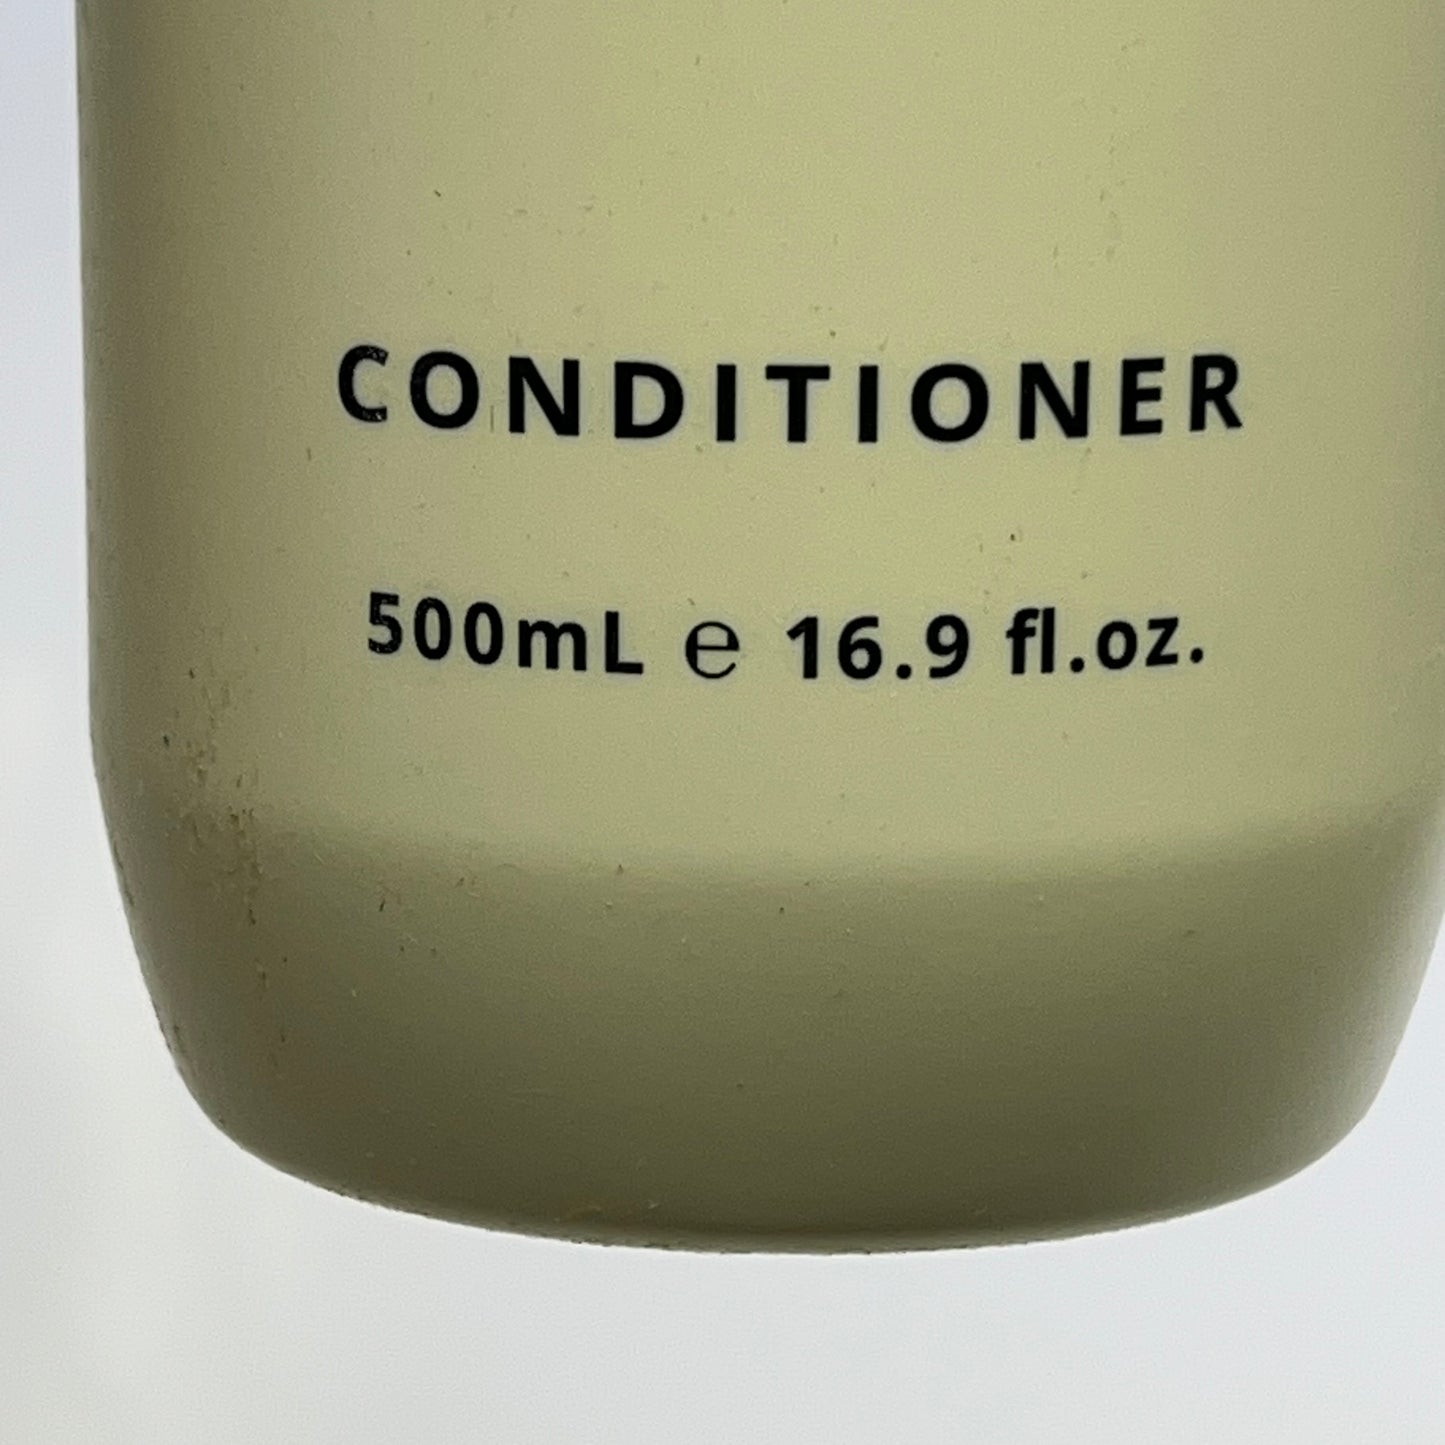 CONDITIONER
500mL ℮ 16.9 fl.oz.